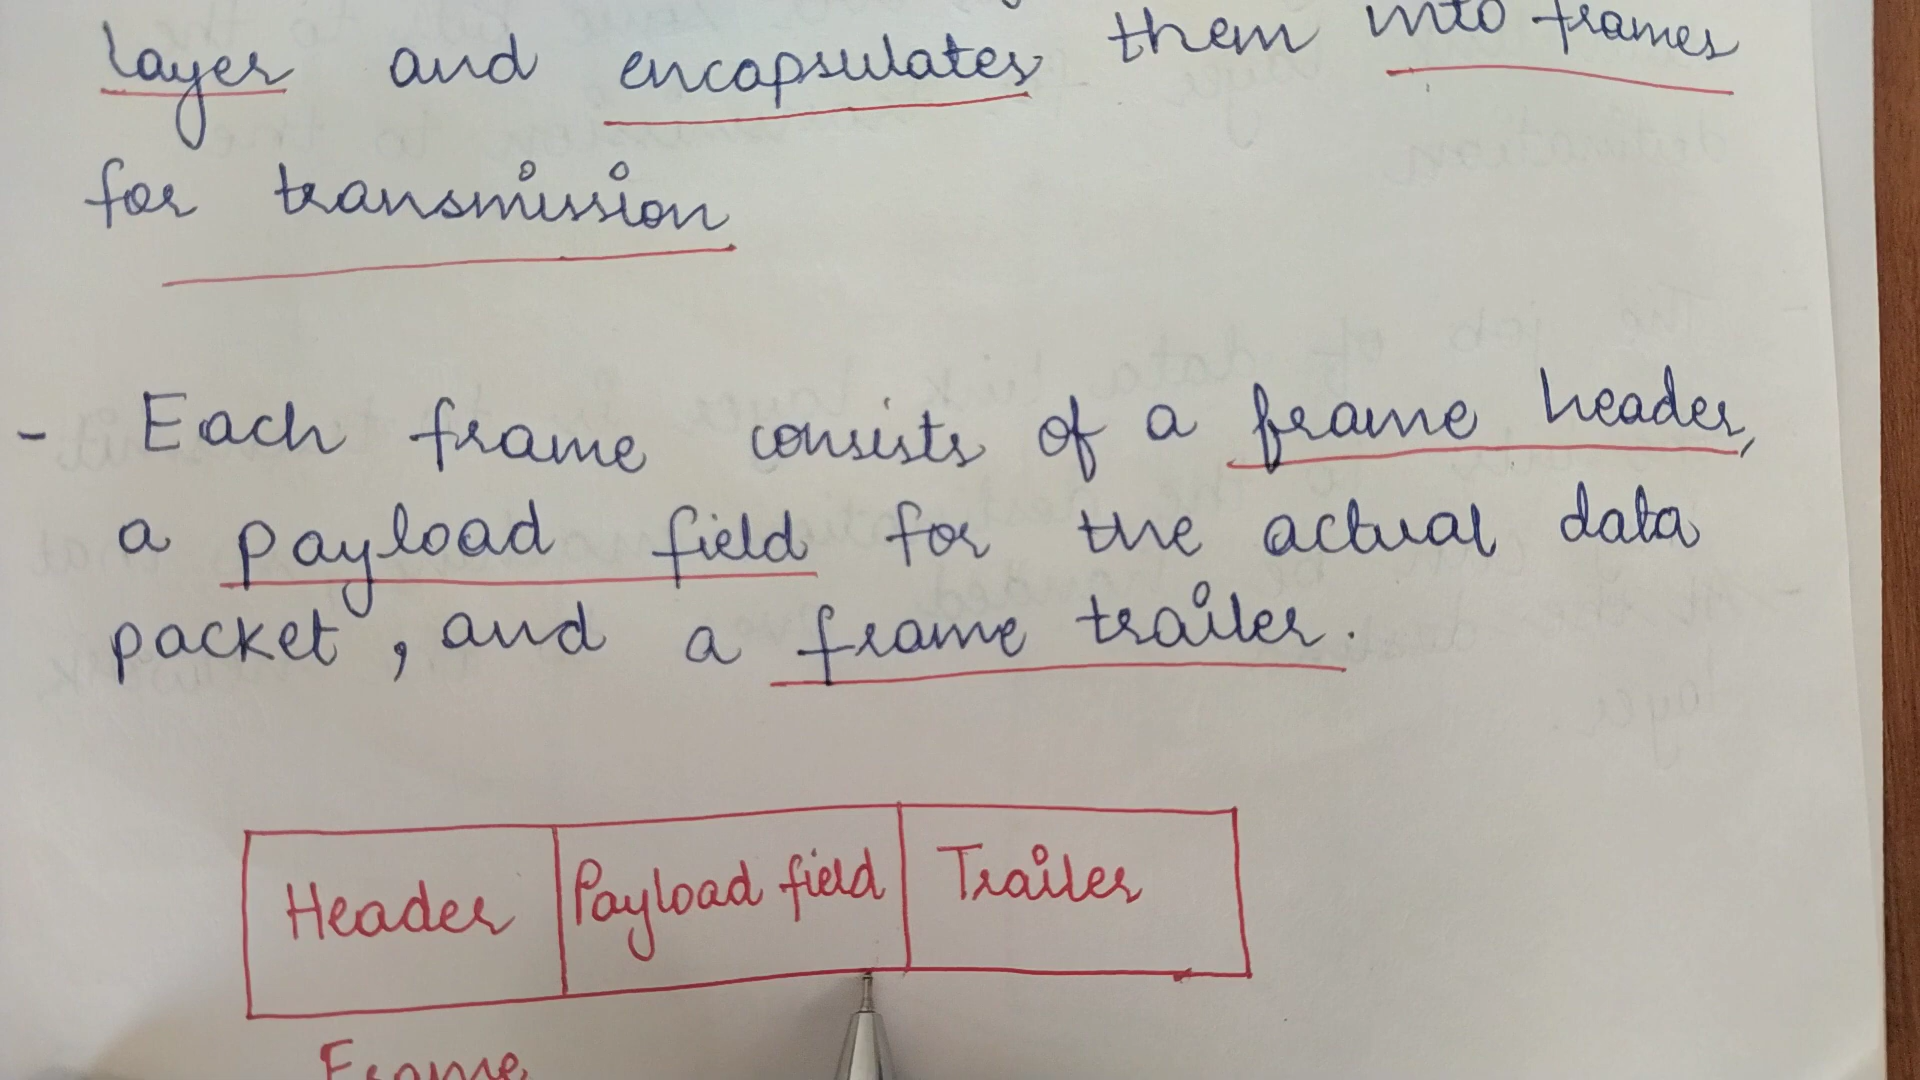 layer and encapsulates them into frames
for transmission
- Each frame consists of a frame header,
a payload field for the actual data
packet, and a frame trailer.
Header Payload field Trailer
Frame